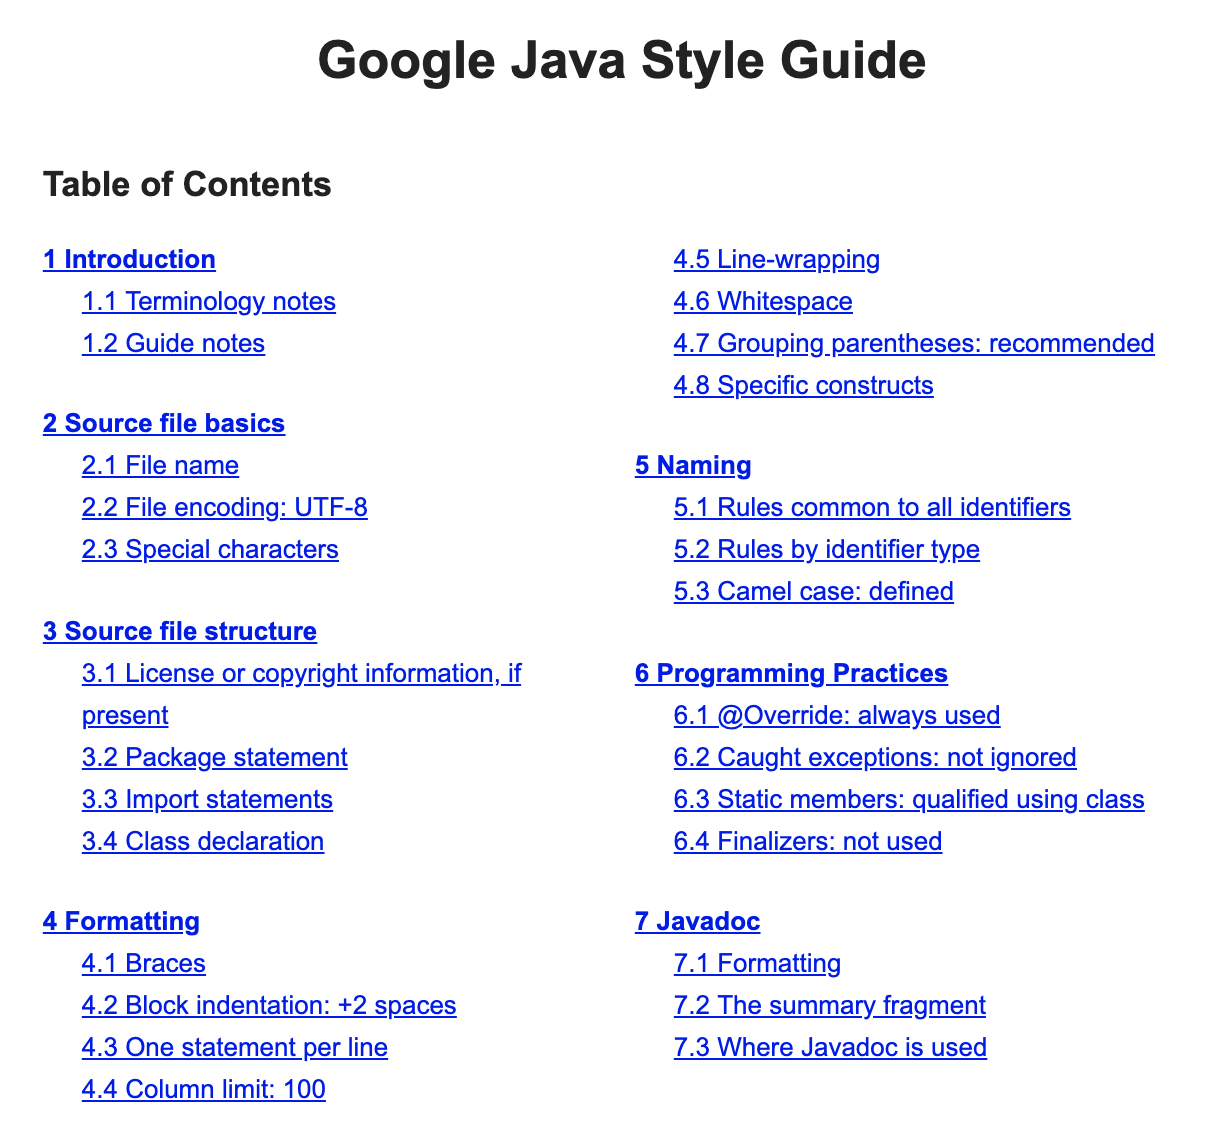 Google Java Style Guide
Table of Contents
1 Introduction
1.1 Terminology notes
1.2 Guide notes
2 Source file basics
2.1 File name
2.2 File encoding: UTF-8
2.3 Special characters
3 Source file structure
3.1 License or copyright information, if
present
3.2 Package statement
3.3 Import statements
3.4 Class declaration
4 Formatting
4.1 Braces
4.2 Block indentation: +2 spaces
4.3 One statement per line
4.4 Column limit: 100
4.5 Line-wrapping
4.6 Whitespace
4.7 Grouping parentheses: recommended
4.8 Specific constructs
5 Naming
5.1 Rules common to all identifiers
5.2 Rules by identifier type
5.3 Camel case: defined
6 Programming Practices
6.1 @Override: always used
6.2 Caught exceptions: not ignored
6.3 Static members: qualified using class
6.4 Finalizers: not used
7 Javadoc
7.1 Formatting
7.2 The summary fragment
7.3 Where Javadoc is used